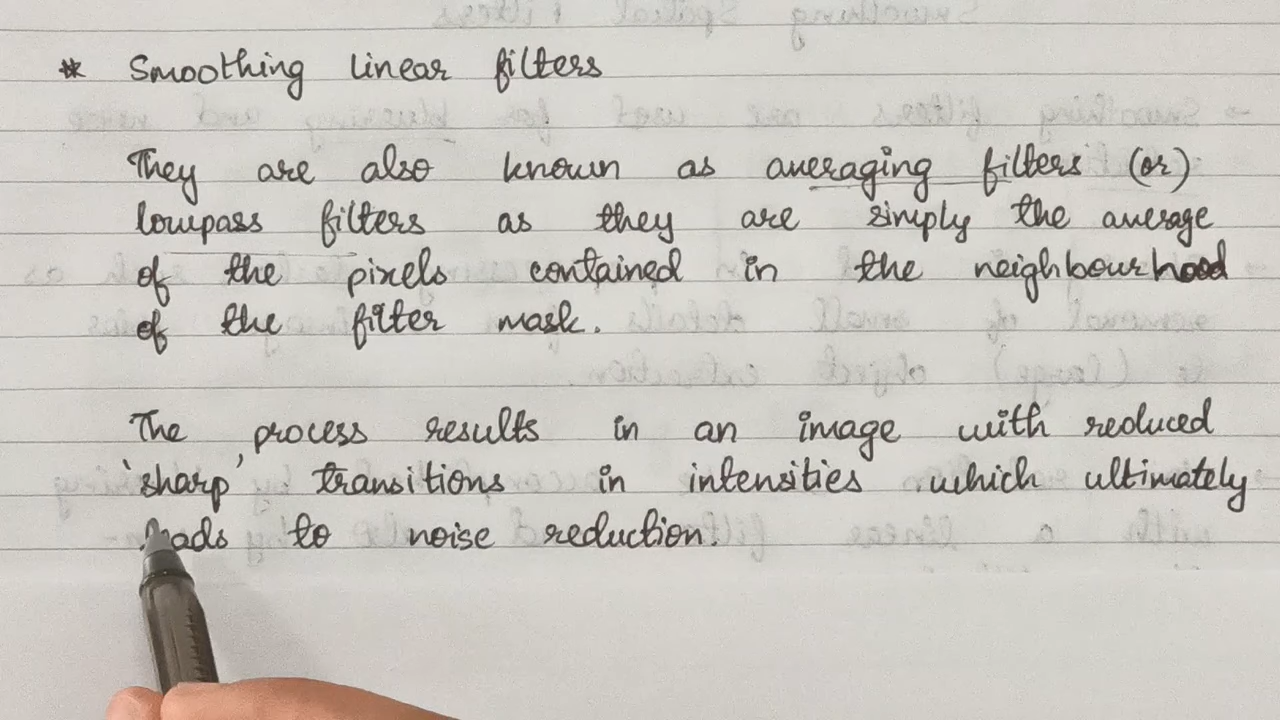 * Smoothing linear filters
They are also known as averaging filters (or)
lowpass filters as they are simply the average
of the pixels contained in the neighbourhood
of the filter mask.
The process results in an image with reduced
'sharp' transitions in intensities which ultimately
leads to noise reduction.